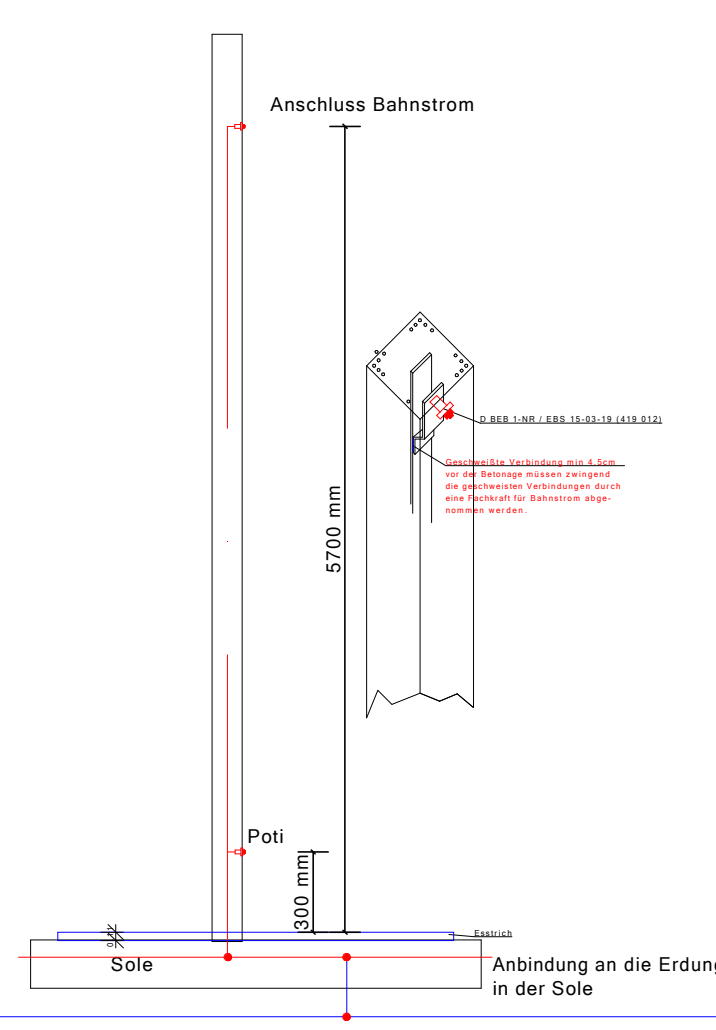 Anschluss Bahnstrom
D BEB 1-NR / EBS 15-03-19 (419 012)
Geschweißte Verbindung min 4.5cm
vor der Betonage müssen zwingend
die geschweisten Verbindungen durch
eine Fachkraft für Bahnstrom abge-
nommen werden.
5700 mm
Poti
300 mm
Esstrich
Sole
Anbindung an die Erdung
in der Sole